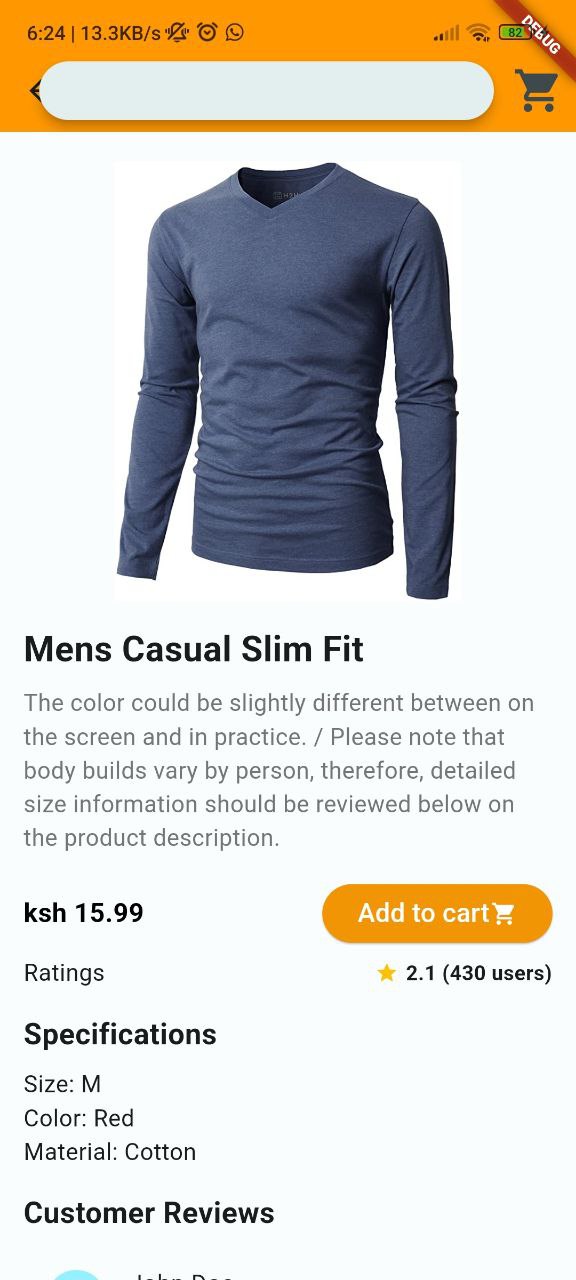 6:24 | 13.3KB/s
82
DEBUG
Mens Casual Slim Fit
The color could be slightly different between on
the screen and in practice. / Please note that
body builds vary by person, therefore, detailed
size information should be reviewed below on
the product description.
ksh 15.99
Add to cart
Ratings
2.1 (430 users)
Specifications
Size: M
Color: Red
Material: Cotton
Customer Reviews
John Doe